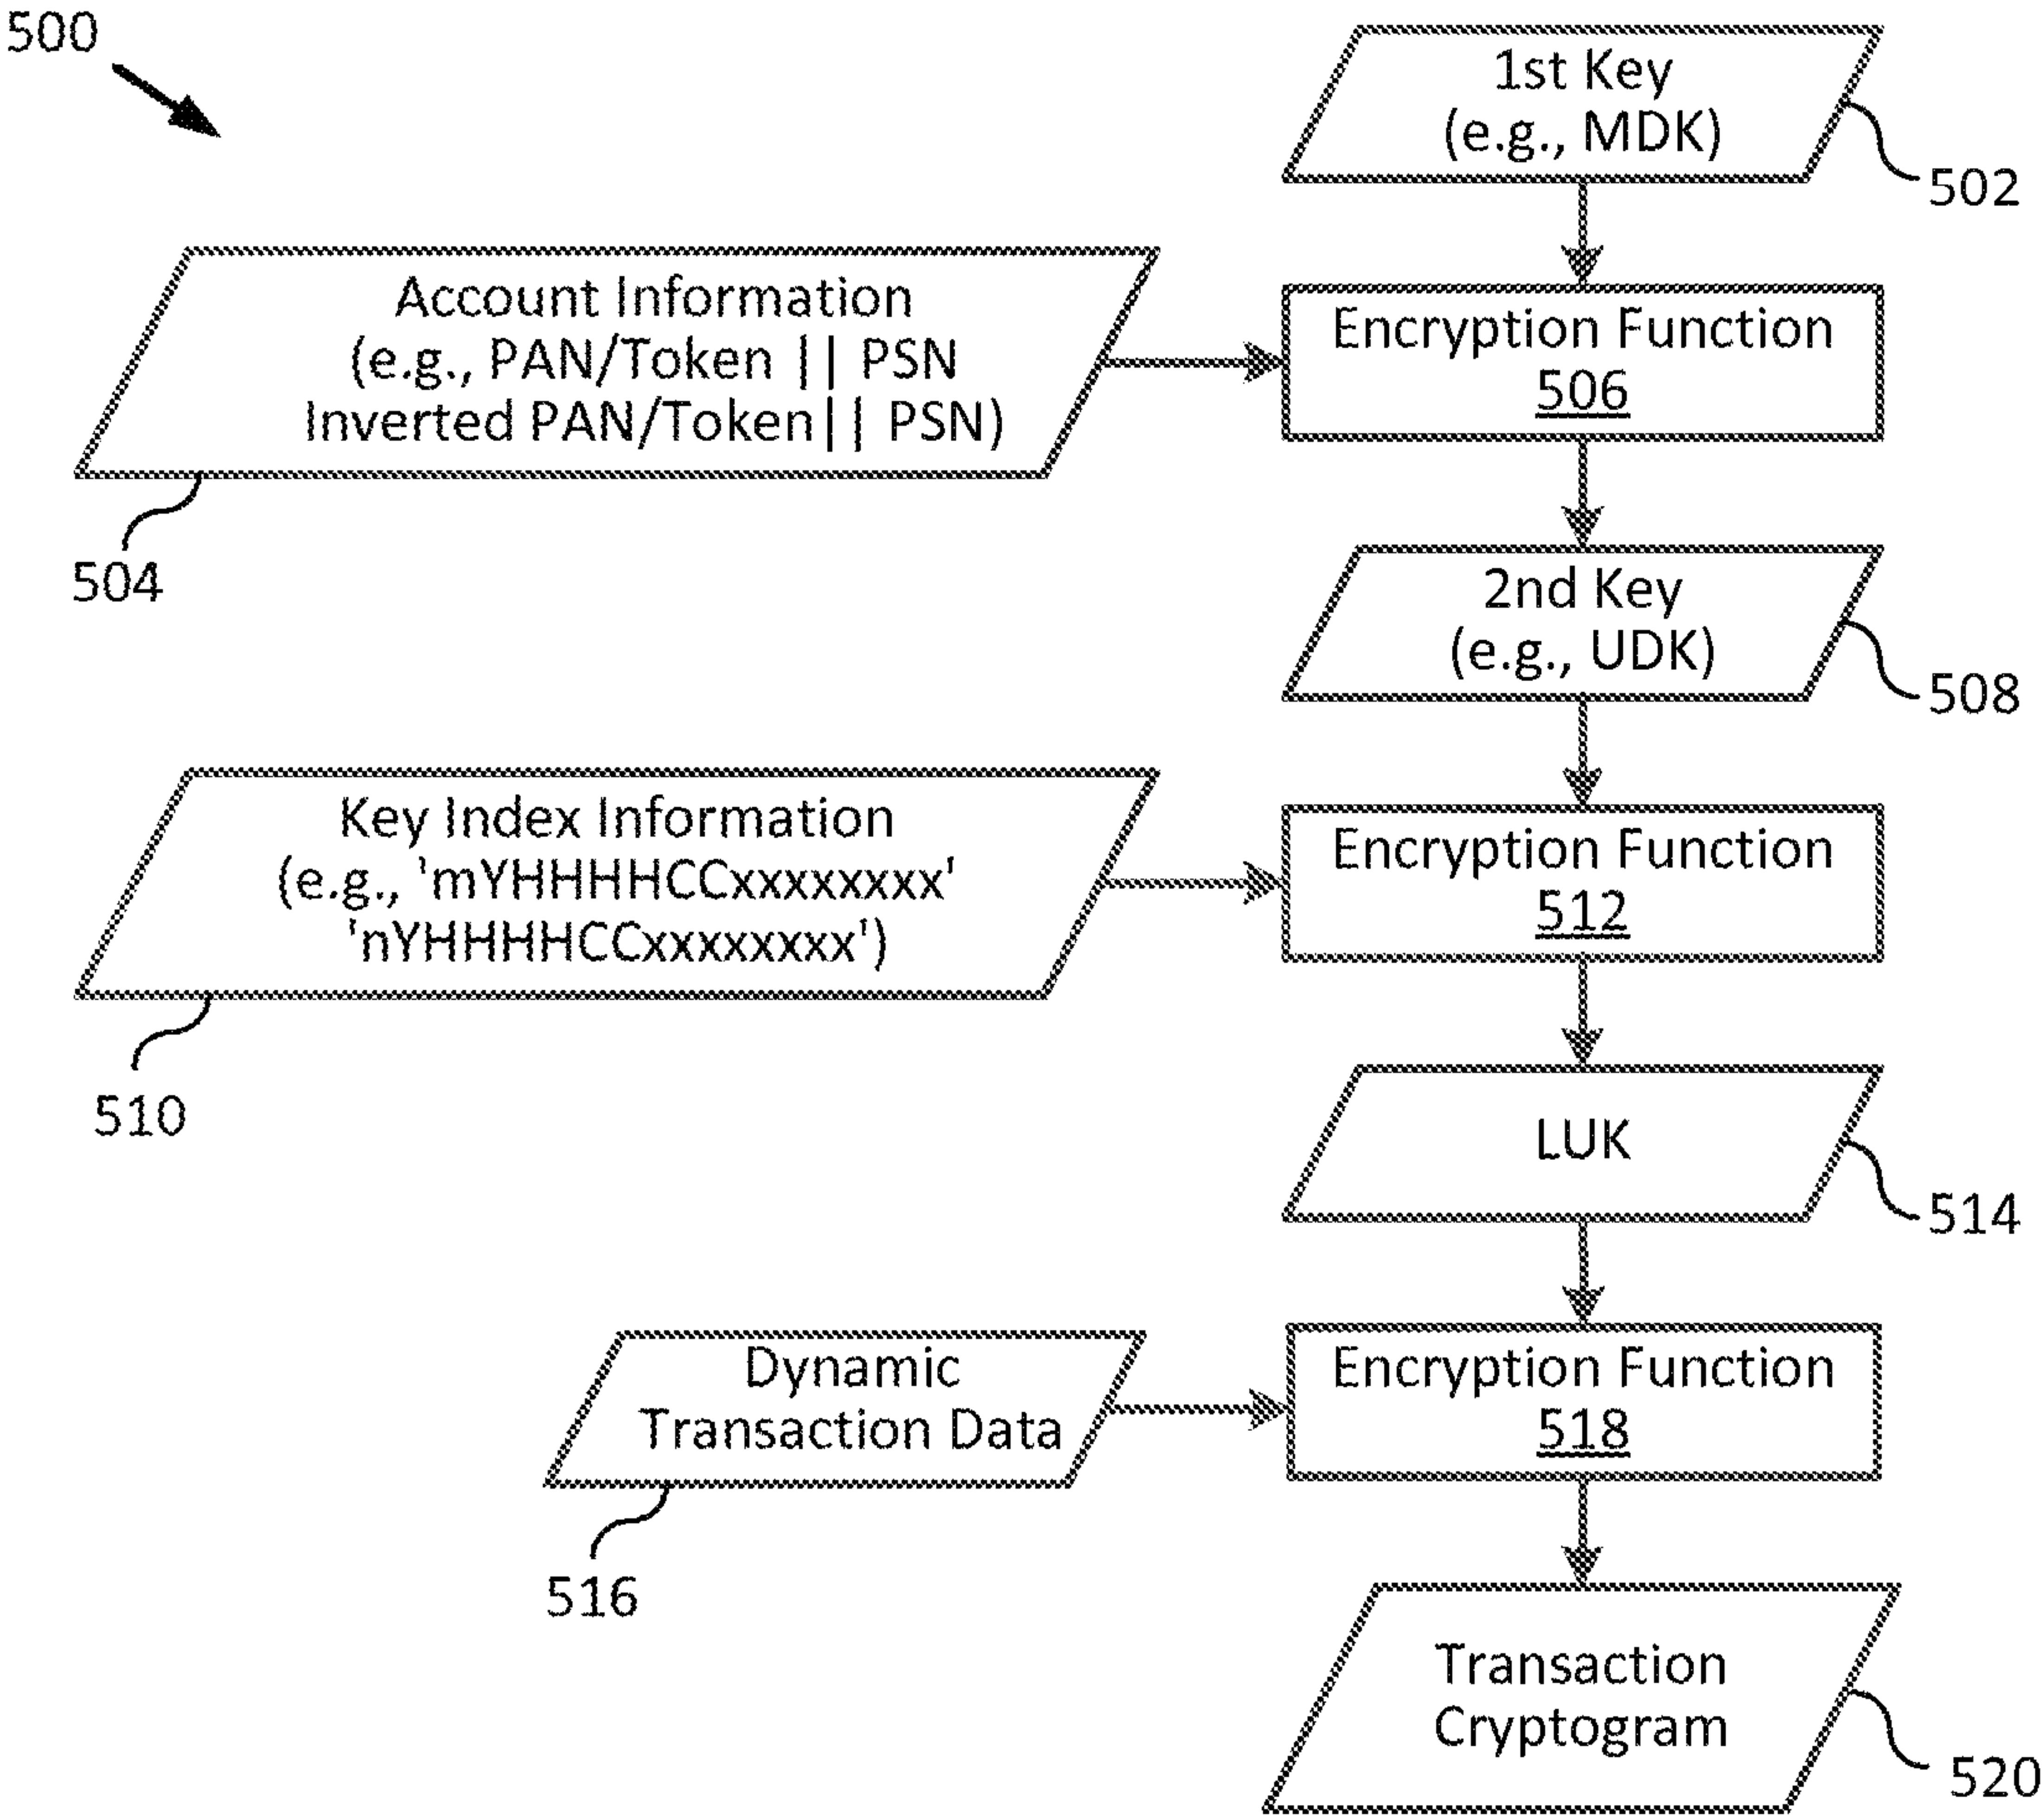 500
1st Key
(e.g., MDK)
502
Account Information
(e.g., PAN/Token || PSN
Inverted PAN/Token|| PSN)
504
Encryption Function
506
2nd Key
(e.g., UDK)
508
Key Index Information
(e.g., 'mYHHHHCCxxxxxxxx'
'nYHHHHCCxxxxxxxx')
510
Encryption Function
512
LUK
514
Dynamic
Transaction Data
516
Encryption Function
518
Transaction
Cryptogram
520